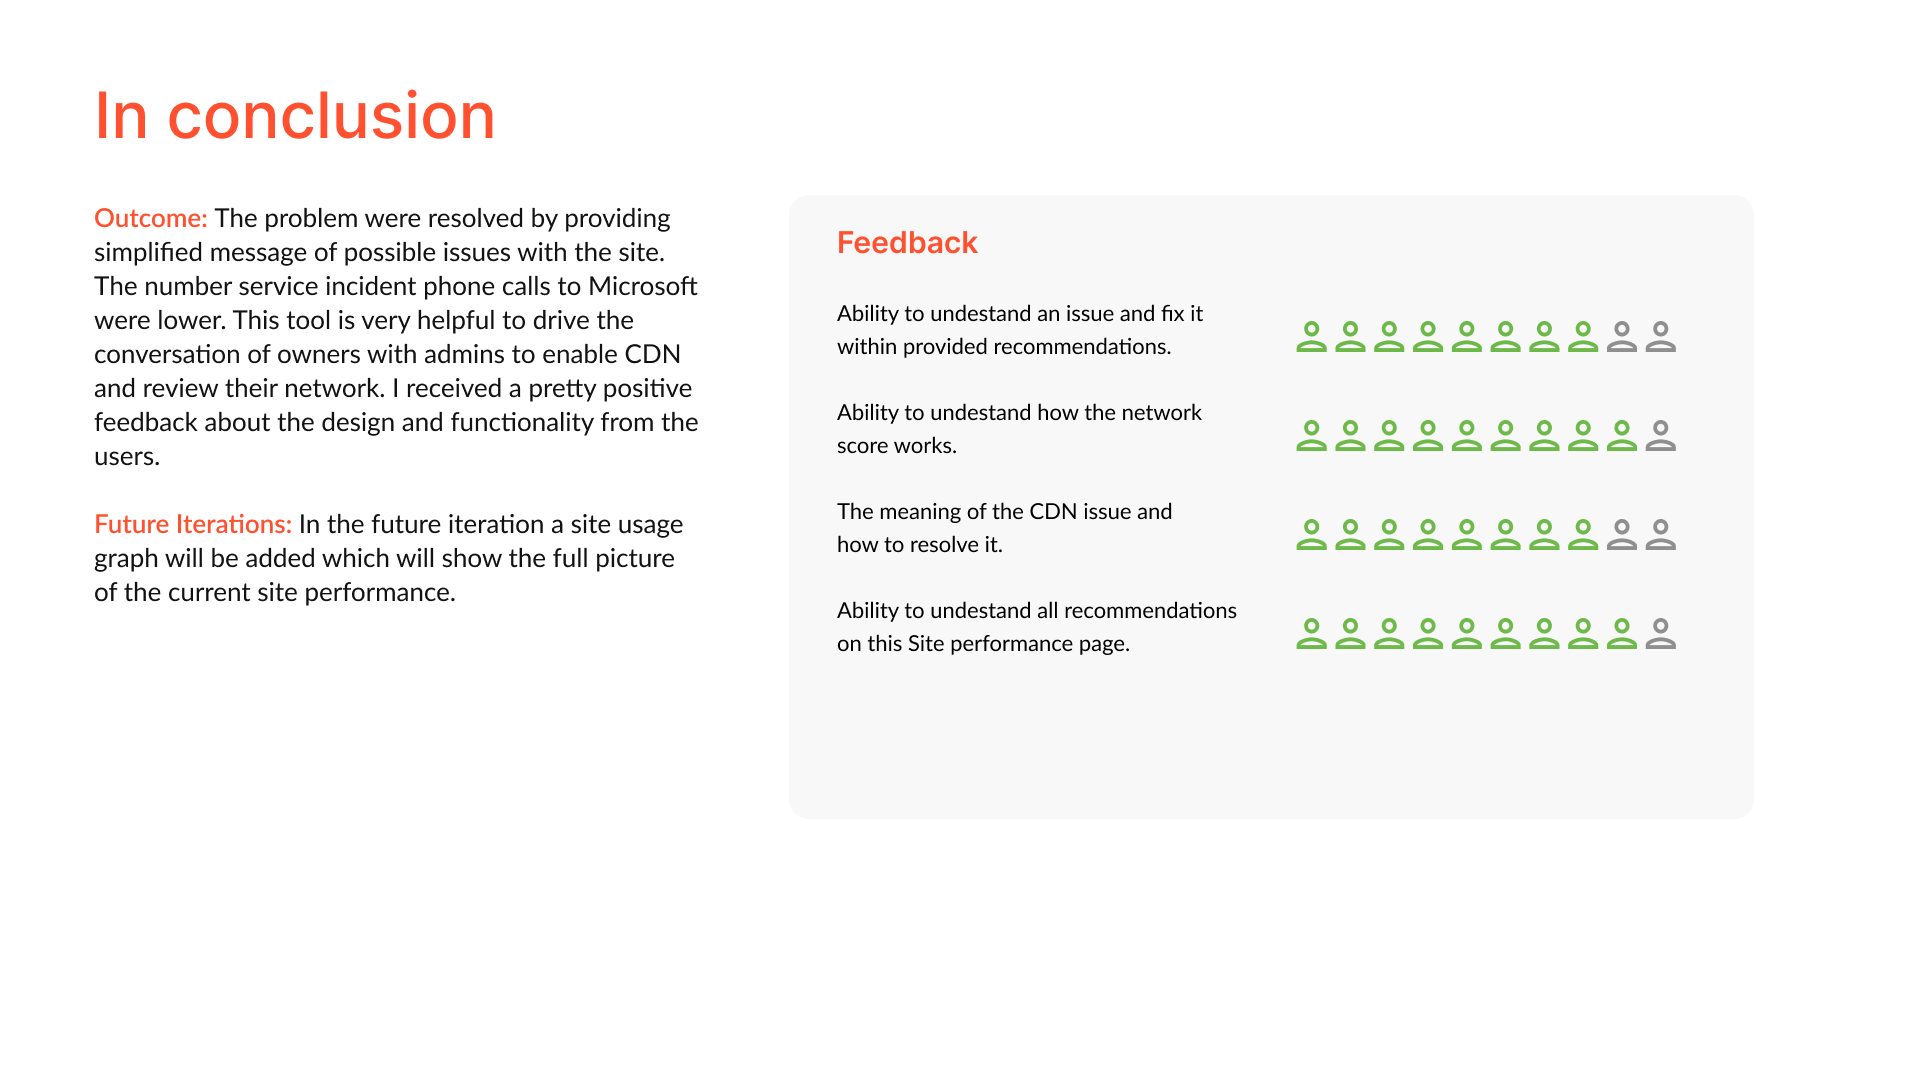 In conclusion
Outcome: The problem were resolved by providing
simplified message of possible issues with the site.
The number service incident phone calls to Microsoft
were lower. This tool is very helpful to drive the
conversation of owners with admins to enable CDN
and review their network. I received a pretty positive
feedback about the design and functionality from the
users.
Future Iterations: In the future iteration a site usage
graph will be added which will show the full picture
of the current site performance.
Feedback
Ability to undestand an issue and fix it
within provided recommendations.
Ability to undestand how the network
score works.
The meaning of the CDN issue and
how to resolve it.
Ability to undestand all recommendations
on this Site performance page.